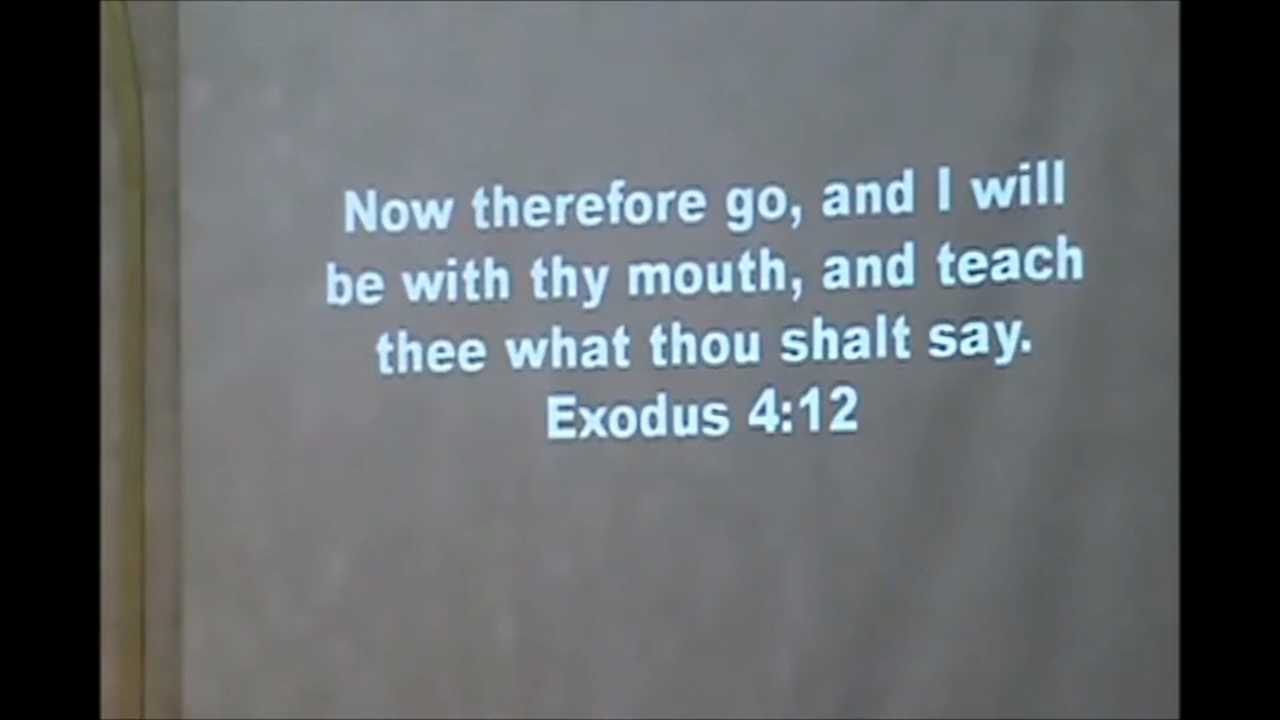 Now therefore go, and I will
be with thy mouth, and teach
thee what thou shalt say.
Exodus 4:12